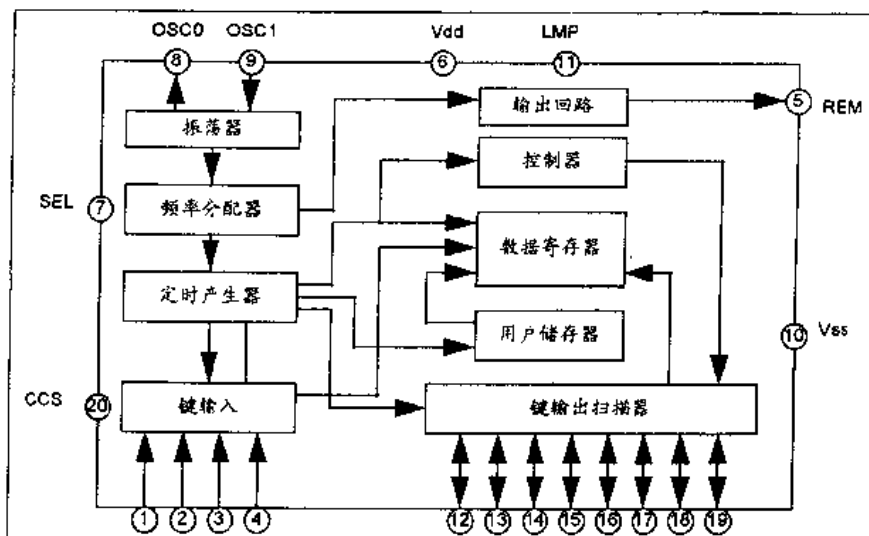 OSC0 OSC1 Vdd LMP
8 9 6 11
振荡器
输出回路
5
REM
控制器
SEL
7
频率分配器
数据寄存器
定时产生器
用户储存器
10
Vss
CCS
20
键输入
键输出扫描器
1 2 3 4 12 13 14 15 16 17 18 19